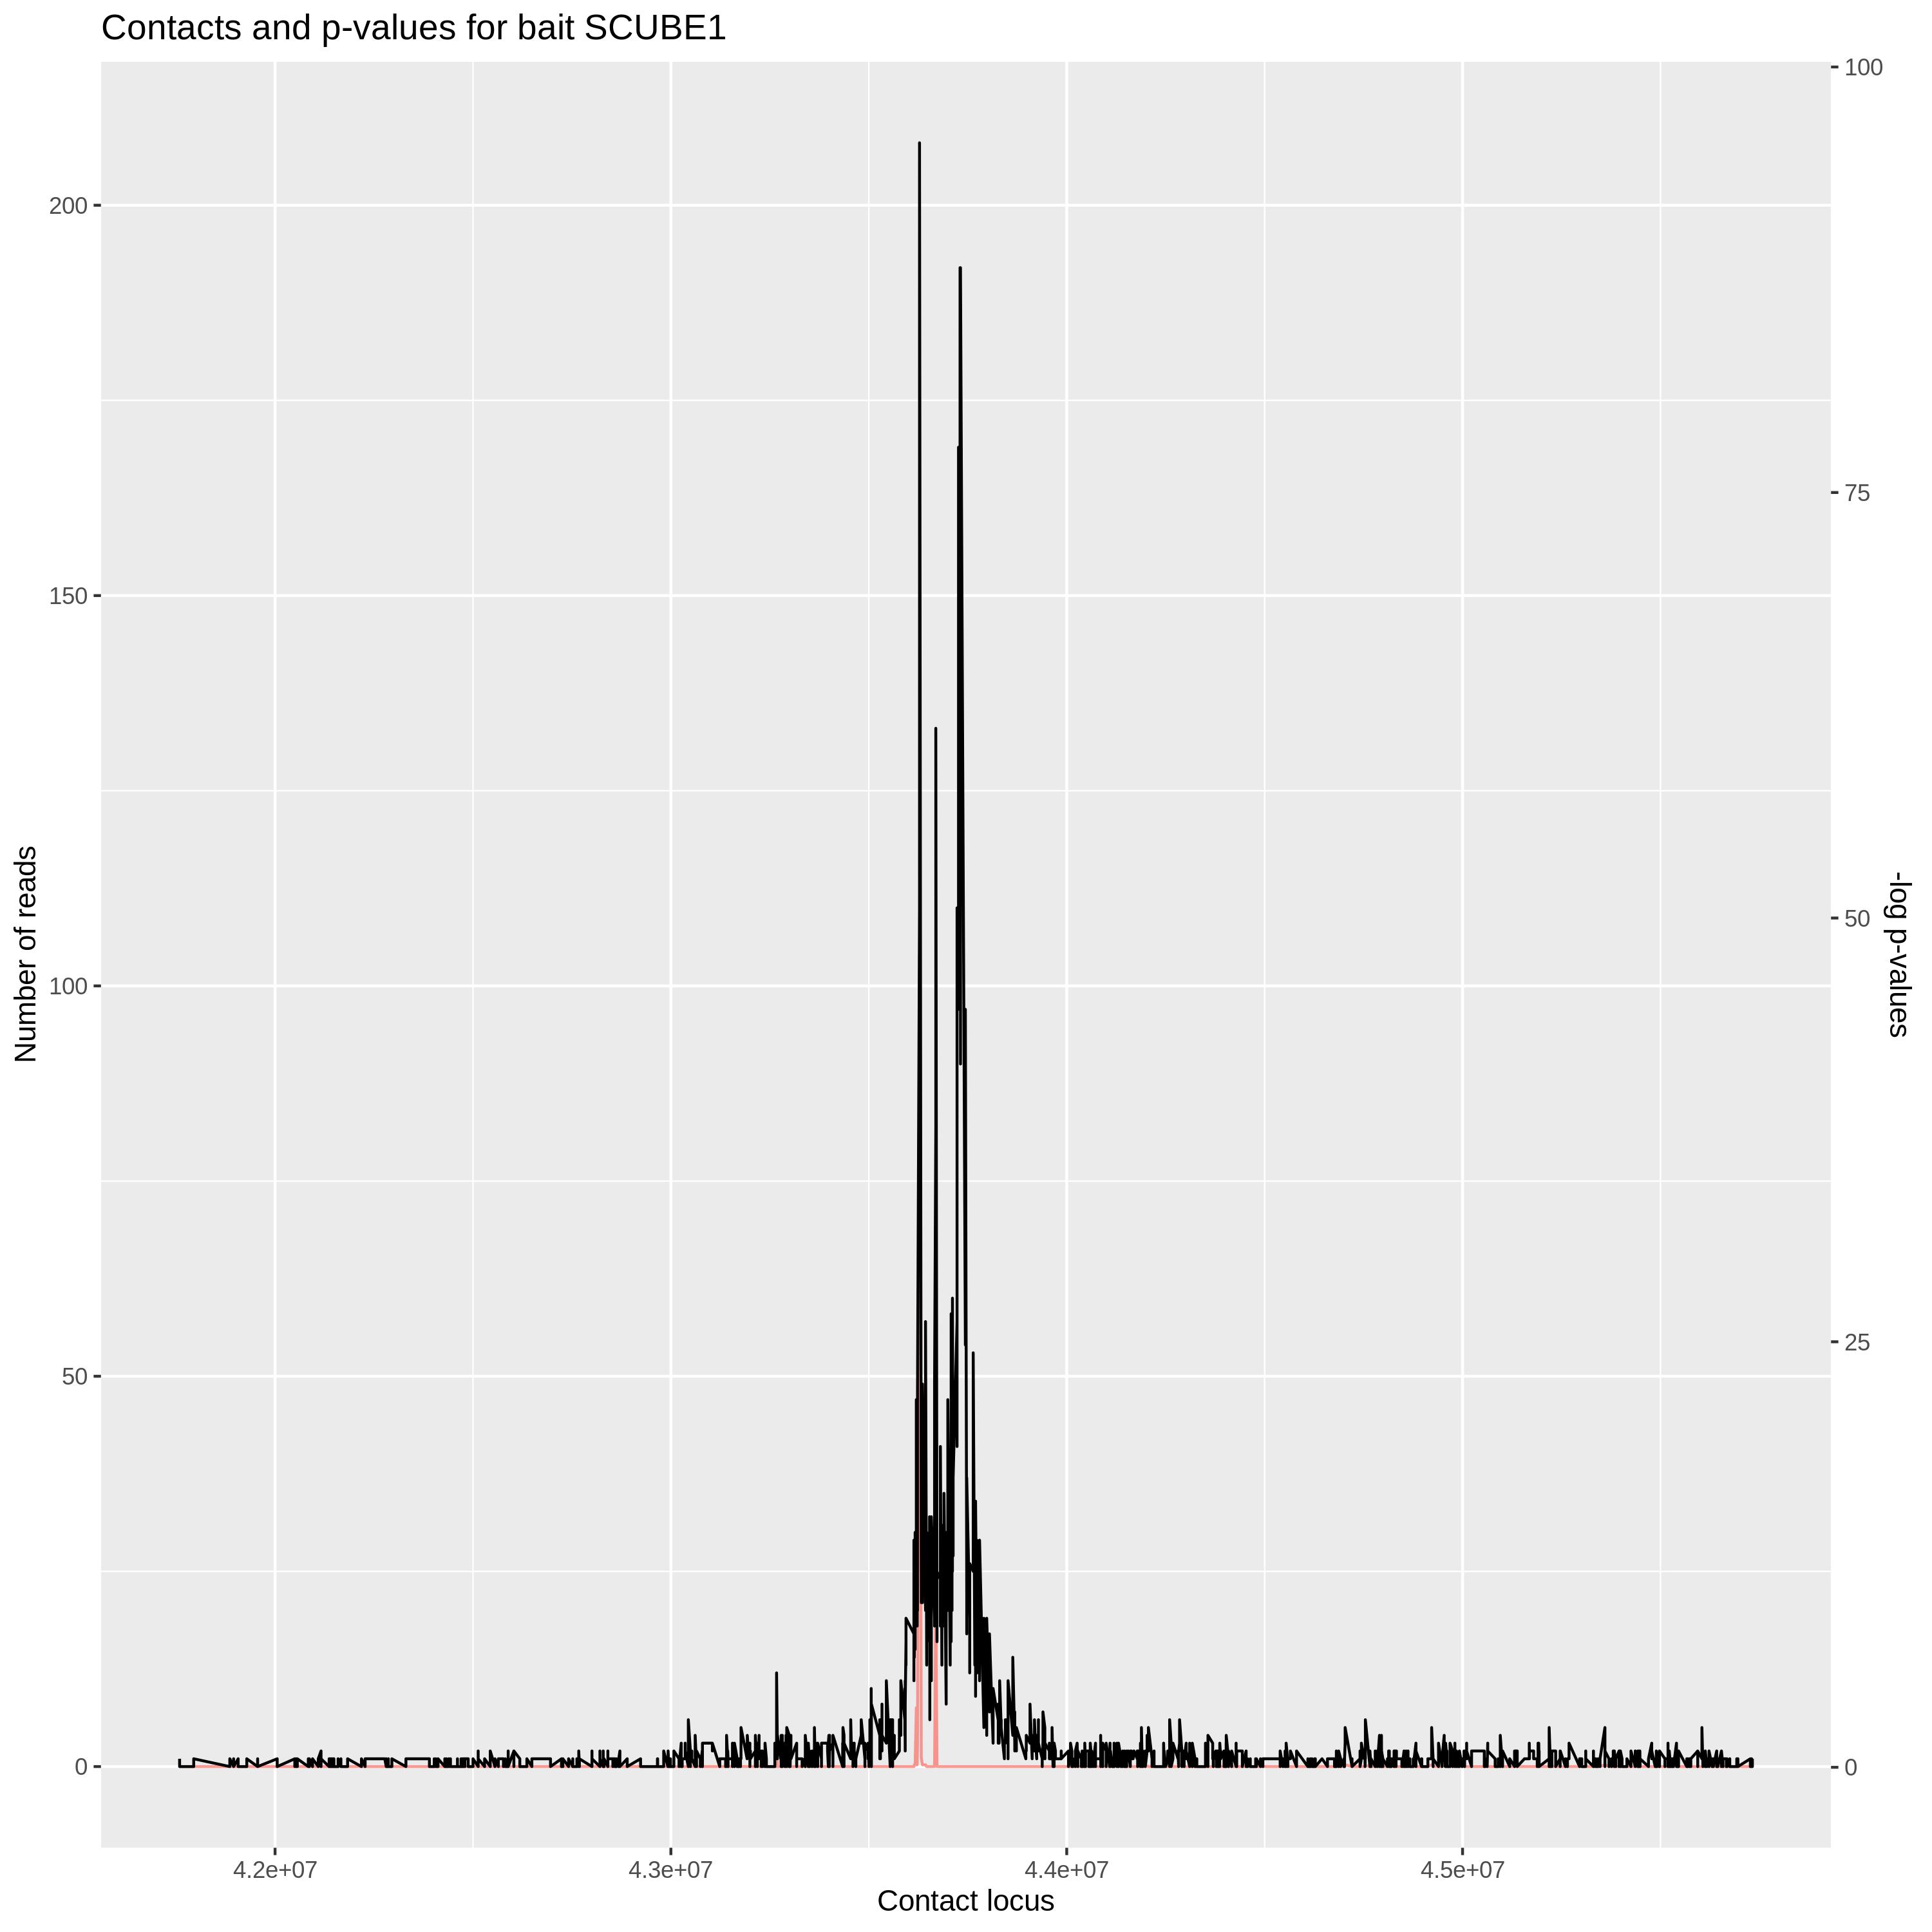 Contacts and p-values for bait SCUBE1
100
200
75
150
Number of reads
-log p-values
50
100
25
50
0
0
4.2e+07
4.3e+07
4.4e+07
4.5e+07
Contact locus